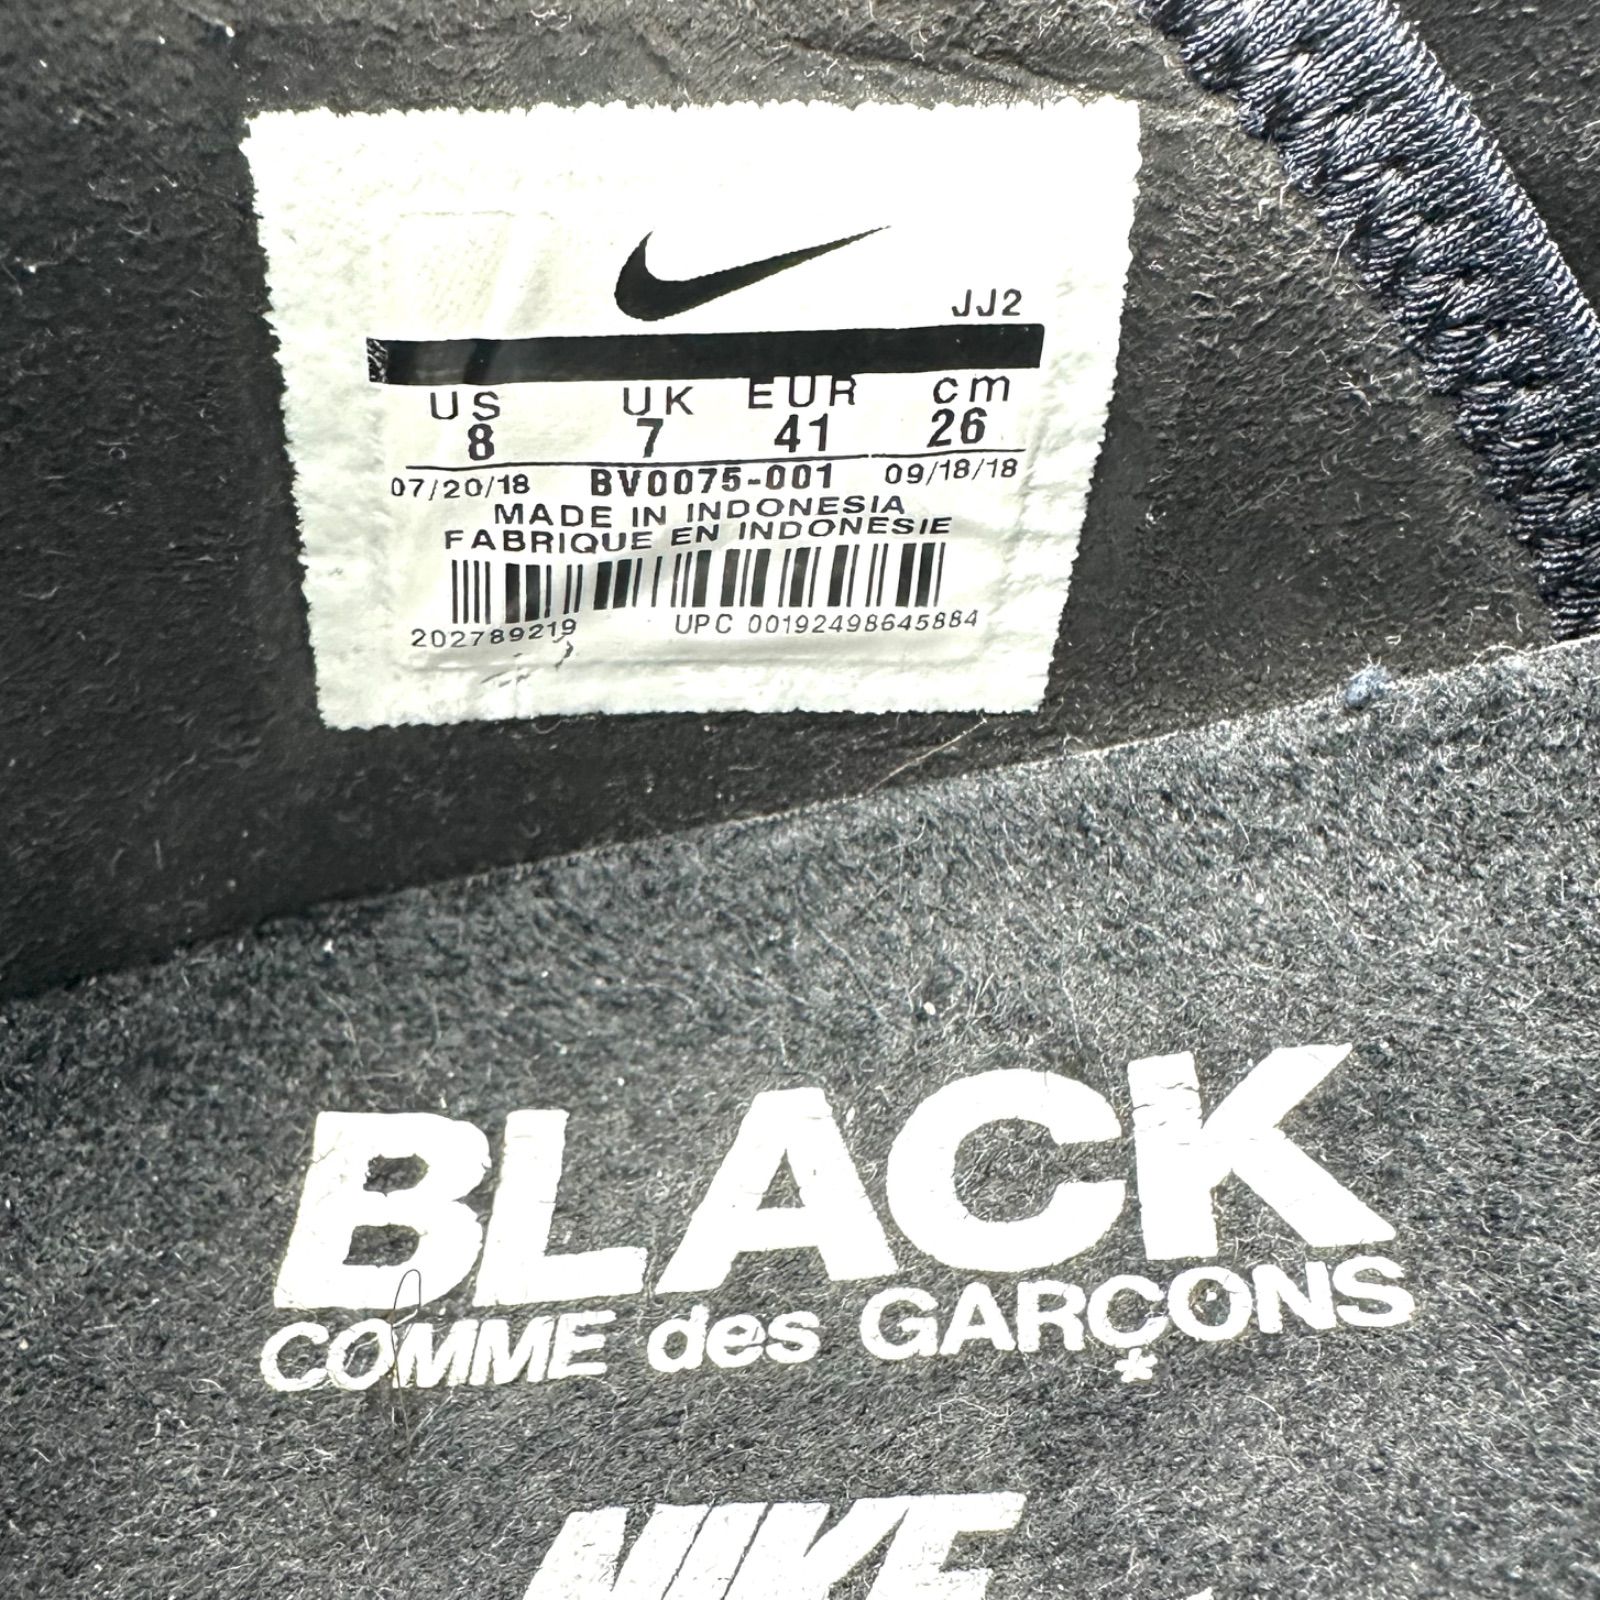 JJ2
US UK EUR cm
8 7 41 26
07/20/18 BV0075-001 09/18/18
MADE IN INDONESIA
FABRIQUE EN INDONESIE
202789219 UPC 00192498645884
BLACK
COMME des GARÇONS
NIKE